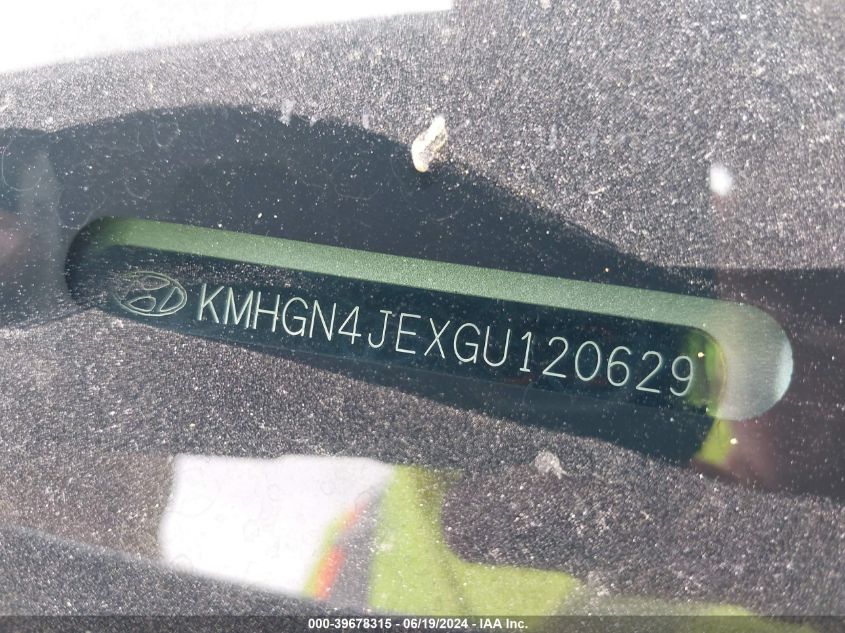 KMHGN4JEXGU120629
000-39678315 - 06/19/2024 - IAA Inc.